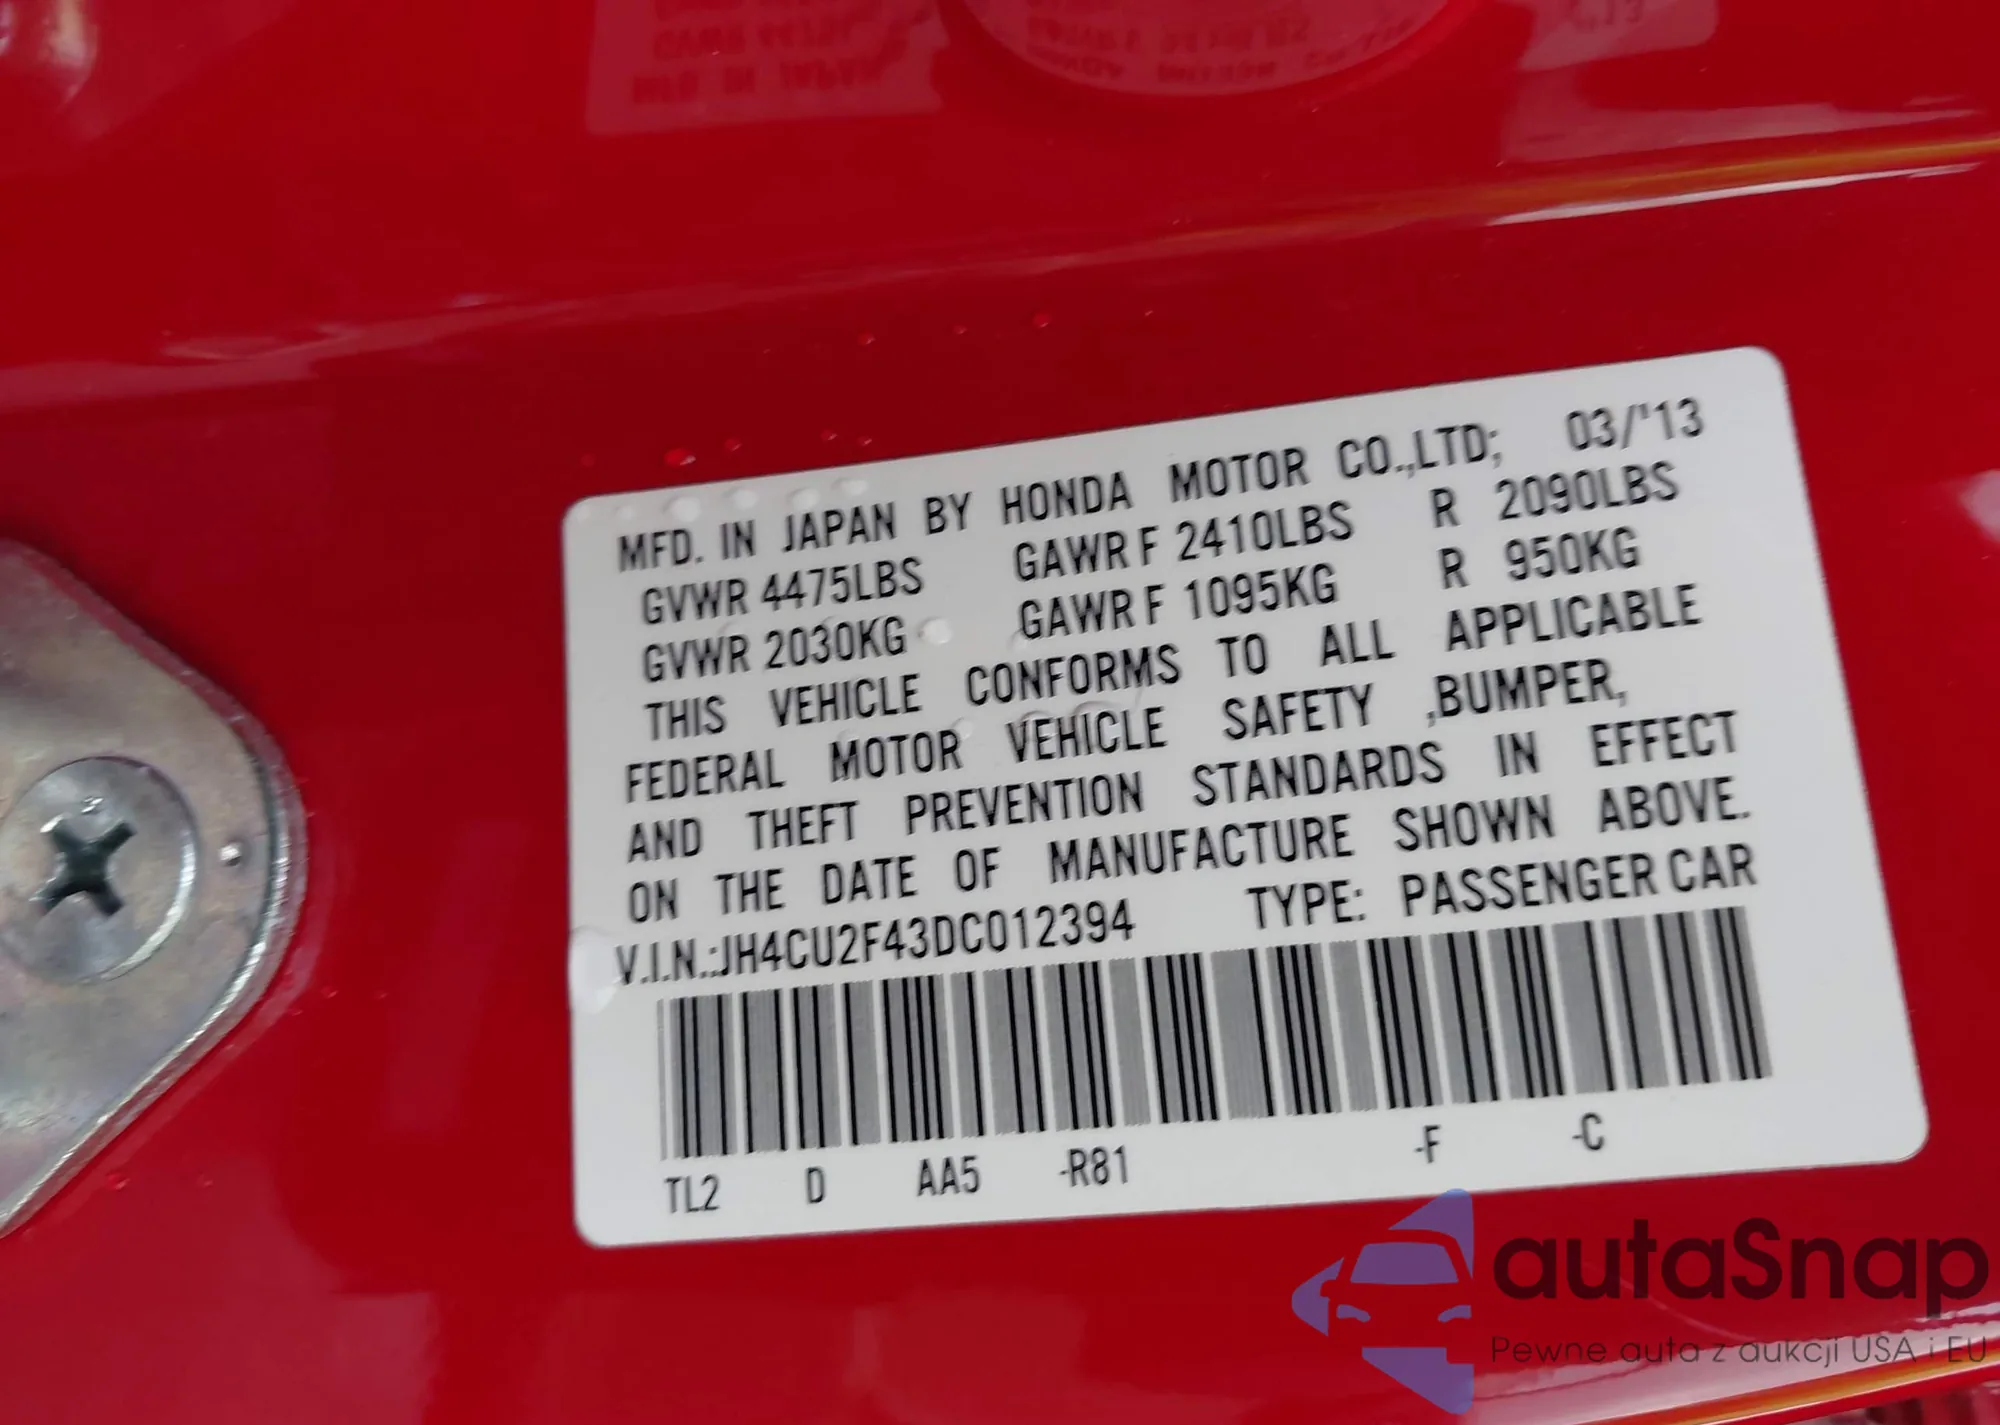 MFD. IN JAPAN BY HONDA MOTOR CO.,LTD; 03/'13
GVWR 4475LBS GAWR F 2410LBS R 2090LBS
GVWR 2030KG GAWR F 1095KG R 950KG
THIS VEHICLE CONFORMS TO ALL APPLICABLE
FEDERAL MOTOR VEHICLE SAFETY ,BUMPER,
AND THEFT PREVENTION STANDARDS IN EFFECT
ON THE DATE OF MANUFACTURE SHOWN ABOVE.
V.I.N.:JH4CU2F43DC012394 TYPE: PASSENGER CAR
TL2 D AA5 -R81 -F -C
autaSnap
Pewne auta z aukcji USA i EU